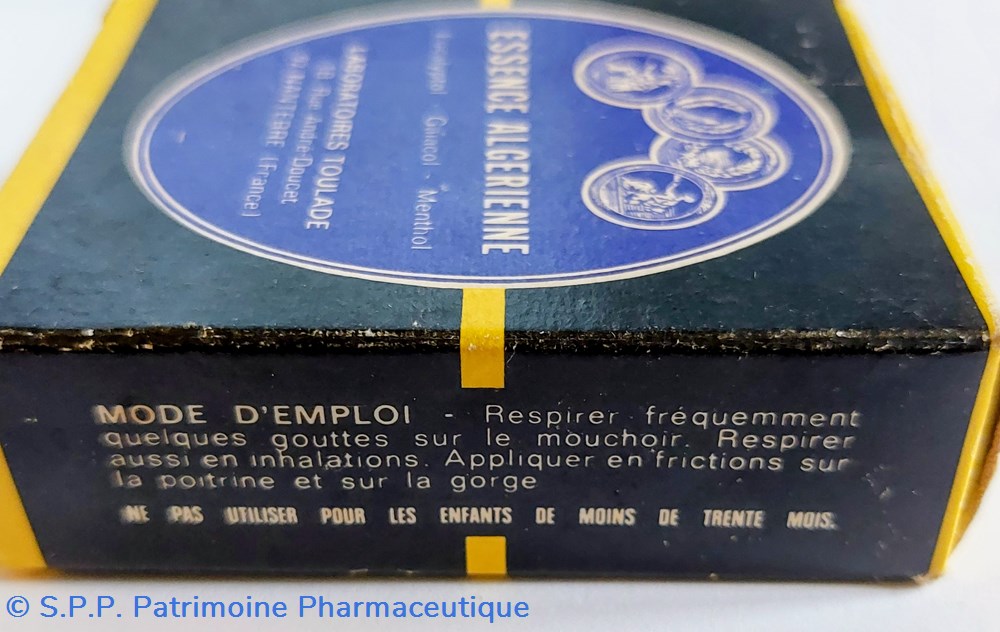 ESSENCE ALGERIENNE
Gaïacol - Menthol
LABORATOIRES TOULADE
Rue André-Doucet
NANTERRE (France)
MODE D'EMPLOI - Respirer fréquemment
quelques gouttes sur le mouchoir. Respirer
aussi en inhalations. Appliquer en frictions sur
la poitrine et sur la gorge
NE PAS UTILISER POUR LES ENFANTS DE MOINS DE TRENTE MOIS.
© S.P.P. Patrimoine Pharmaceutique